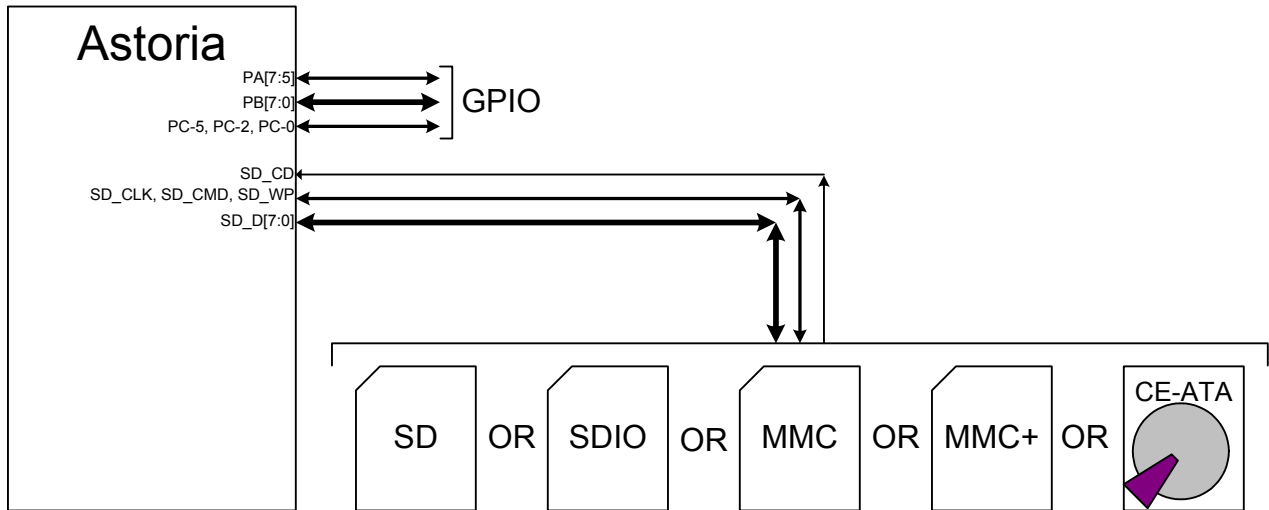 Astoria
PA[7:5]
PB[7:0]
GPIO
PC-5, PC-2, PC-0
SD_CD
SD_CLK, SD_CMD, SD_WP
SD_D[7:0]
CE-ATA
SD OR SDIO OR MMC OR MMC+ OR